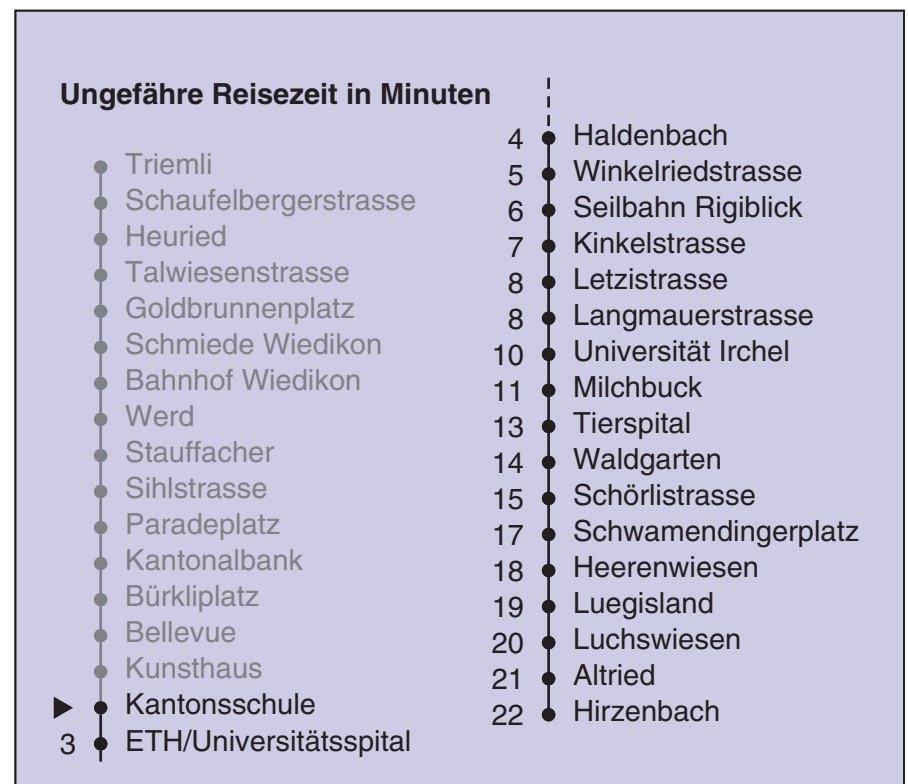 Ungefähre Reisezeit in Minuten
Triemli
Schaufelbergerstrasse
Heuried
Talwiesenstrasse
Goldbrunnenplatz
Schmiede Wiedikon
Bahnhof Wiedikon
Werd
Stauffacher
Sihlstrasse
Paradeplatz
Kantonalbank
Bürkliplatz
Bellevue
Kunsthaus
Kantonsschule
3 ETH/Universitätsspital
4 Haldenbach
5 Winkelriedstrasse
6 Seilbahn Rigiblick
7 Kinkelstrasse
8 Letzistrasse
8 Langmauerstrasse
10 Universität Irchel
11 Milchbuck
13 Tierspital
14 Waldgarten
15 Schörlistrasse
17 Schwamendingerplatz
18 Heerenwiesen
19 Luegisland
20 Luchswiesen
21 Altried
22 Hirzenbach